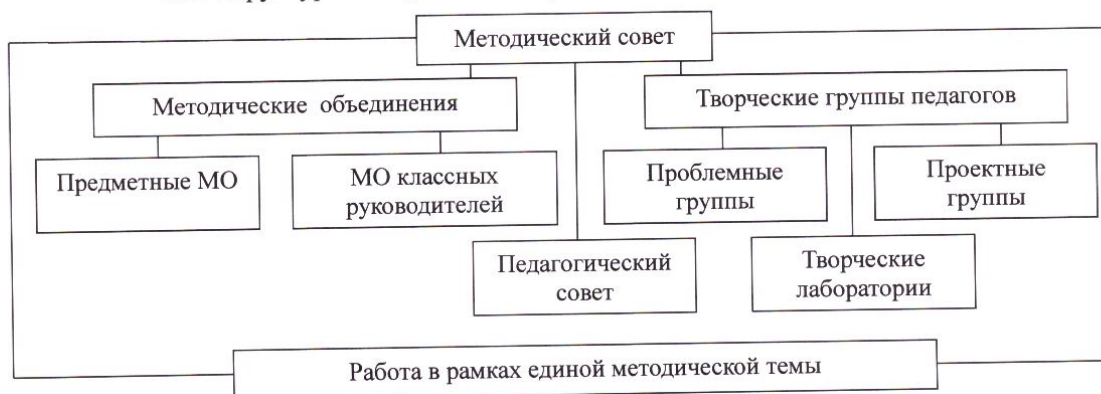 Методический совет
Методические объединения
Творческие группы педагогов
Предметные МО
МО классных
руководителей
Проблемные
группы
Проектные
группы
Педагогический
совет
Творческие
лаборатории
Работа в рамках единой методической темы